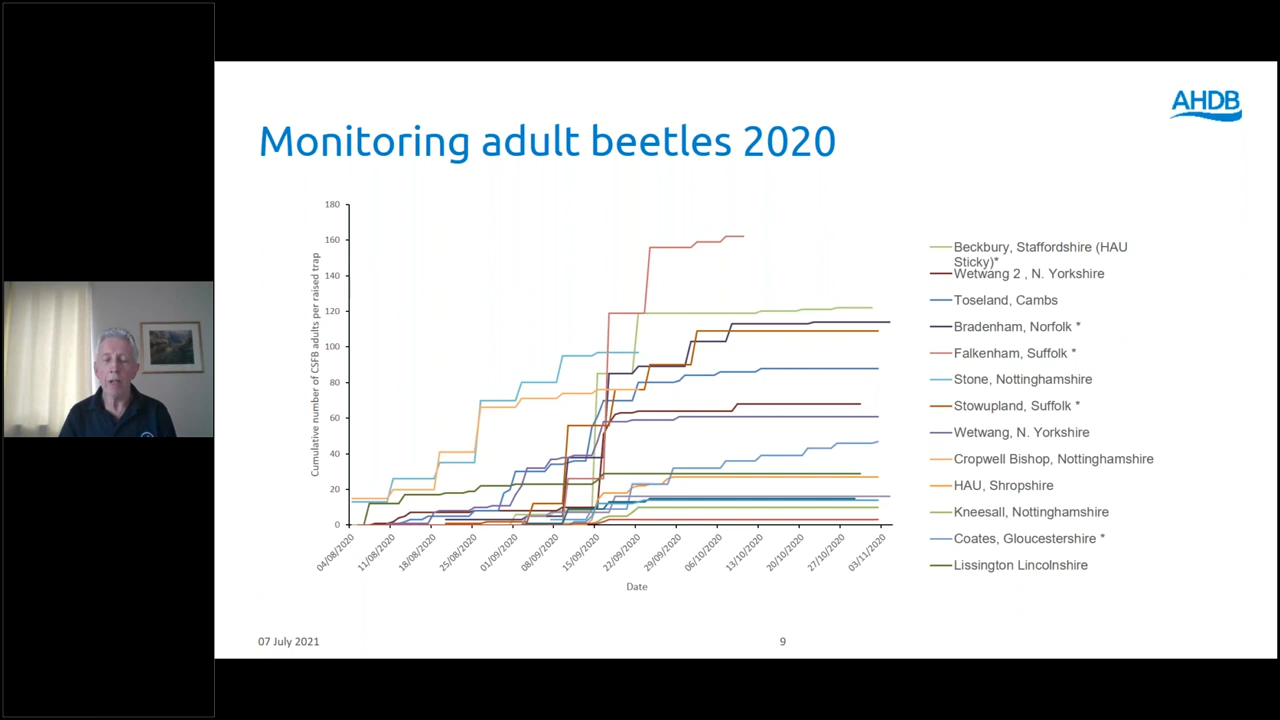 AHDB
Monitoring adult beetles 2020
Cumulative number of CSFB adults per raised trap
180
160
140
120
100
80
60
40
20
0
04/08/2020
11/08/2020
18/08/2020
25/08/2020
01/09/2020
08/09/2020
15/09/2020
22/09/2020
29/09/2020
06/10/2020
13/10/2020
20/10/2020
27/10/2020
03/11/2020
Date
Beckbury, Staffordshire (HAU
Sticky)*
Wetwang 2 , N. Yorkshire
Toseland, Cambs
Bradenham, Norfolk *
Falkenham, Suffolk *
Stone, Nottinghamshire
Stowupland, Suffolk *
Wetwang, N. Yorkshire
Cropwell Bishop, Nottinghamshire
HAU, Shropshire
Kneesall, Nottinghamshire
Coates, Gloucestershire *
Lissington Lincolnshire
07 July 2021
9